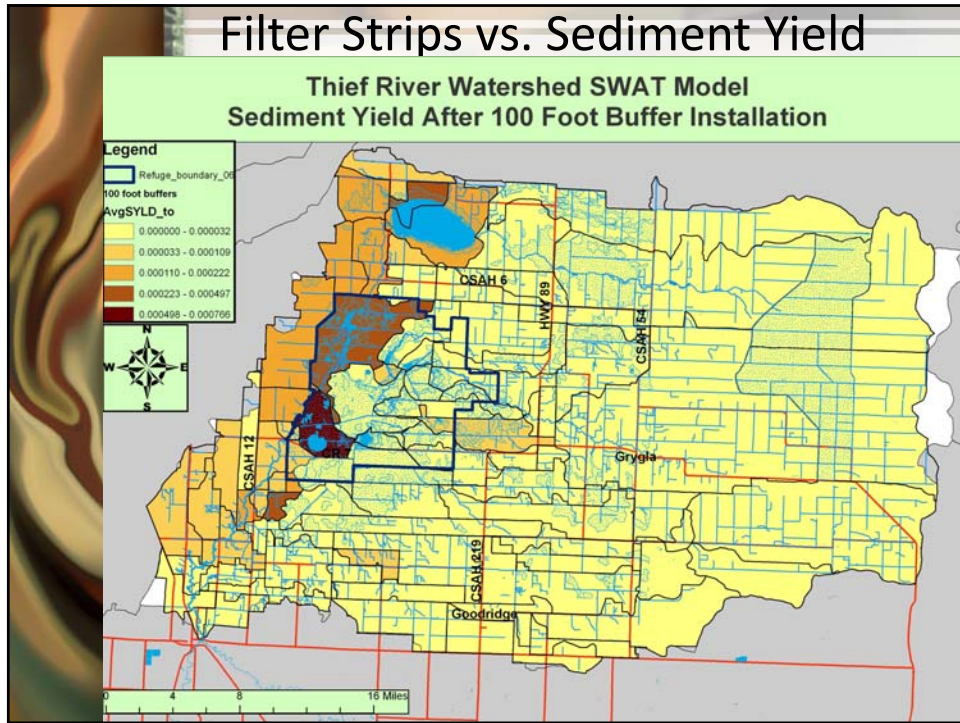 Filter Strips vs. Sediment Yield
Thief River Watershed SWAT Model
Sediment Yield After 100 Foot Buffer Installation
Legend
Refuge_boundary_06
100 foot buffers
AvgSYLD_to
0.000000 - 0.000032
0.000033 - 0.000109
0.000110 - 0.000222
0.000223 - 0.000497
0.000498 - 0.000766
N
W E
S
CSAH 6
HWY 89
CSAH 54
CSAH 12
CR 7
Grygla
CSAH 219
Goodridge
0 4 8 16 Miles